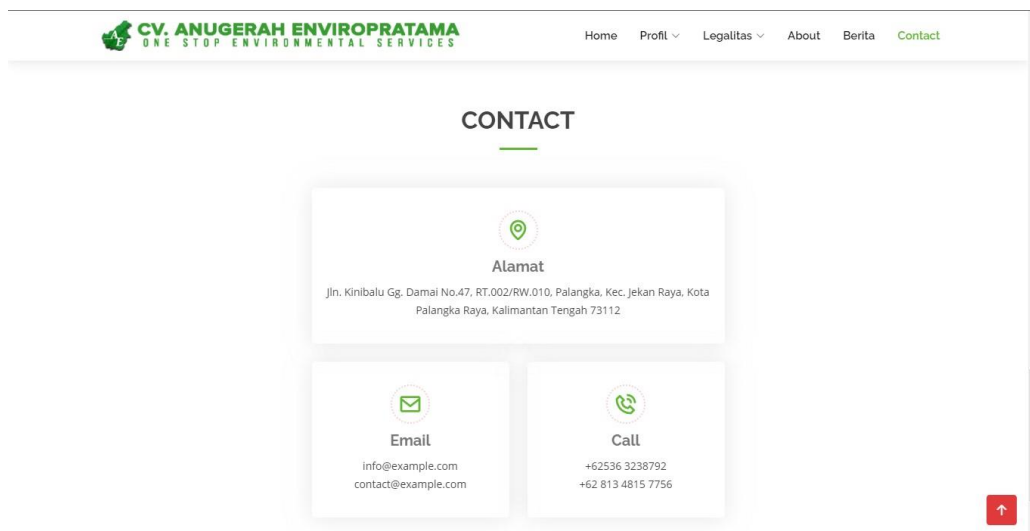 CV. ANUGERAH ENVIROPRATAMA
ONE STOP ENVIRONMENTAL SERVICES
Home Profil Legalitas About Berita Contact
CONTACT
Alamat
Jln. Kinibalu Gg. Damai No.47, RT.002/RW.010, Palangka, Kec. Jekan Raya, Kota
Palangka Raya, Kalimantan Tengah 73112
Email
info@example.com
contact@example.com
Call
+62536 3238792
+62 813 4815 7756